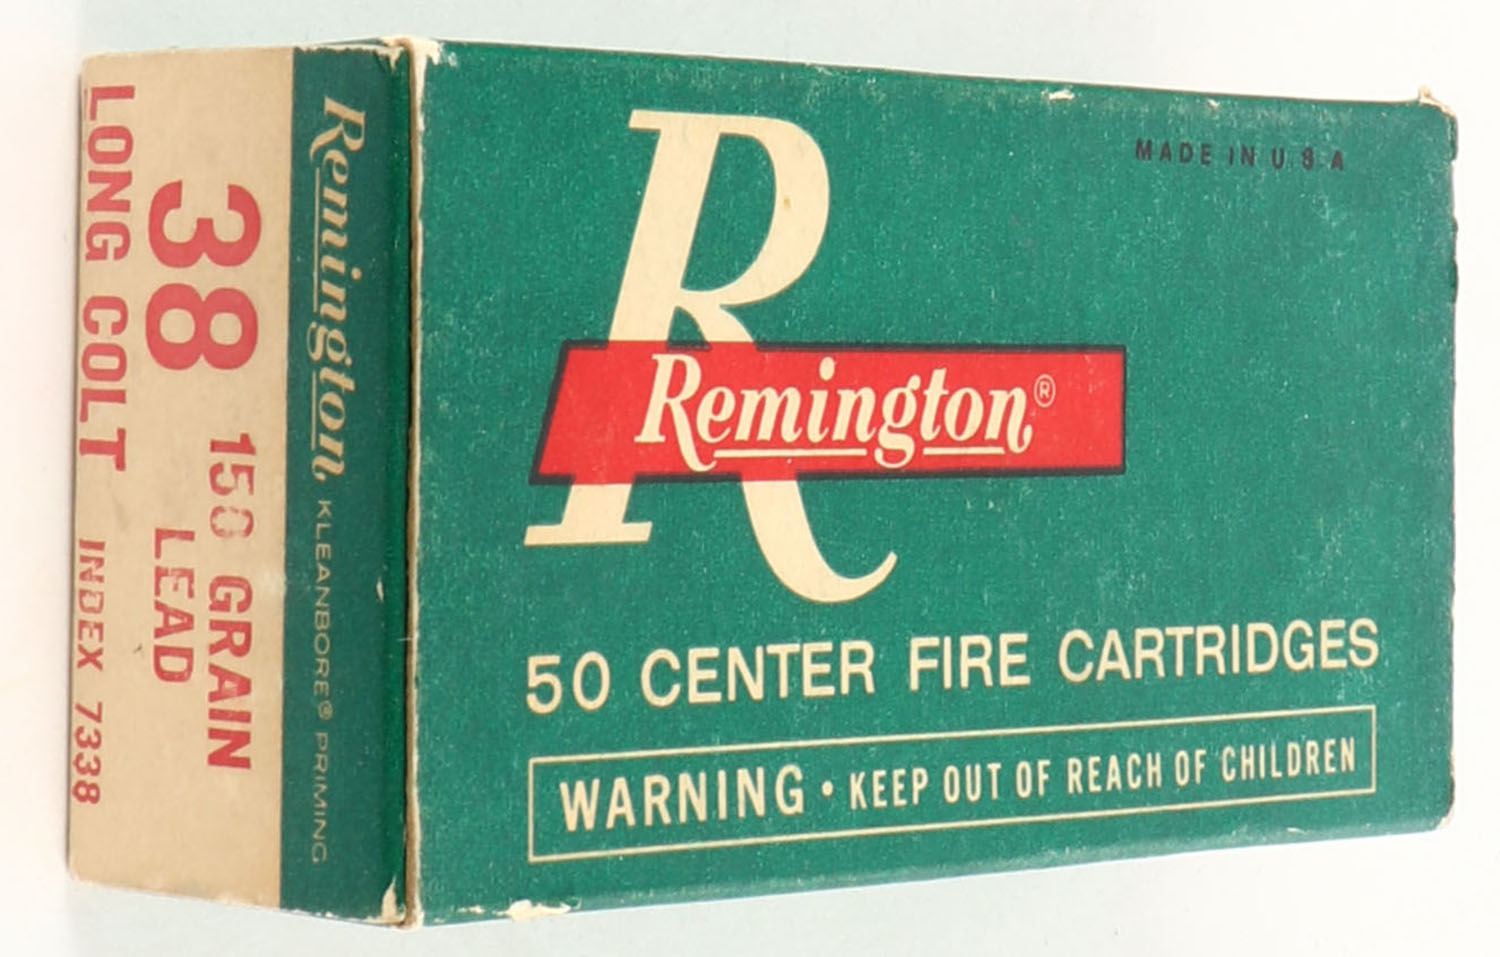 MADE IN U.S.A
R
Remington®
50 CENTER FIRE CARTRIDGES
WARNING • KEEP OUT OF REACH OF CHILDREN
Remington, KLEANBORE® PRIMING
38 150 GRAIN
LEAD
LONG COLT INDEX 7338